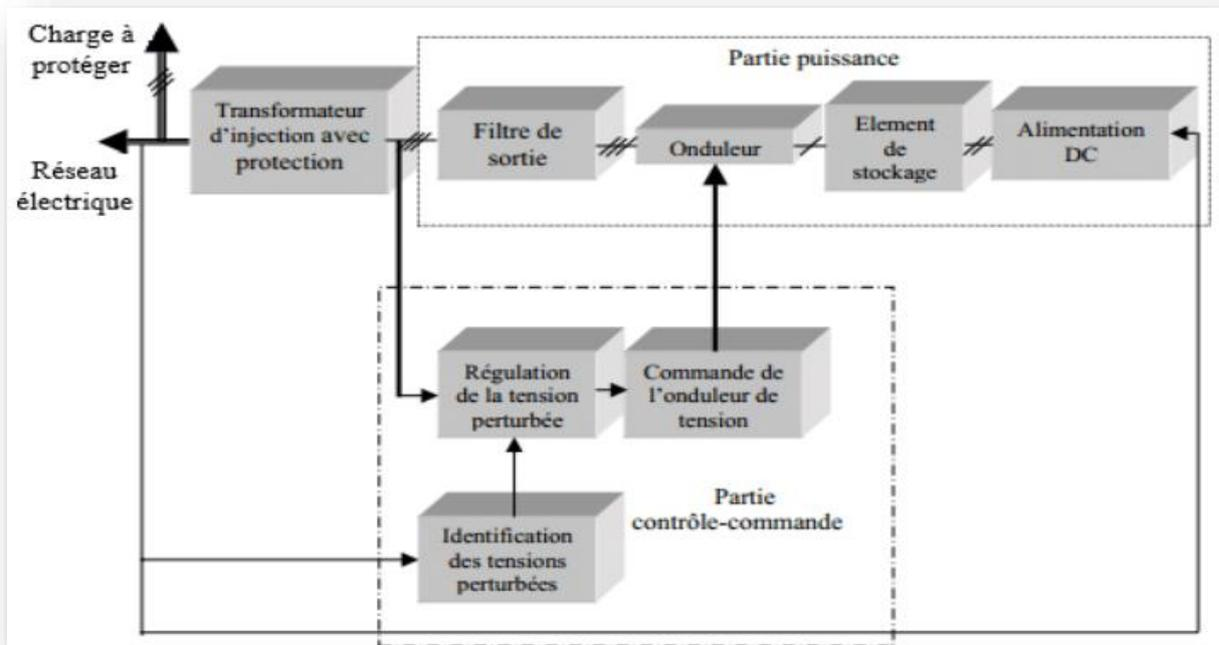 Charge à
protéger
Réseau
électrique
Transformateur
d'injection avec
protection
Partie puissance
Filtre de
sortie
Onduleur
Element
de
stockage
Alimentation
DC
Régulation
de la tension
perturbée
Commande de
l'onduleur de
tension
Identification
des tensions
perturbées
Partie
contrôle-commande